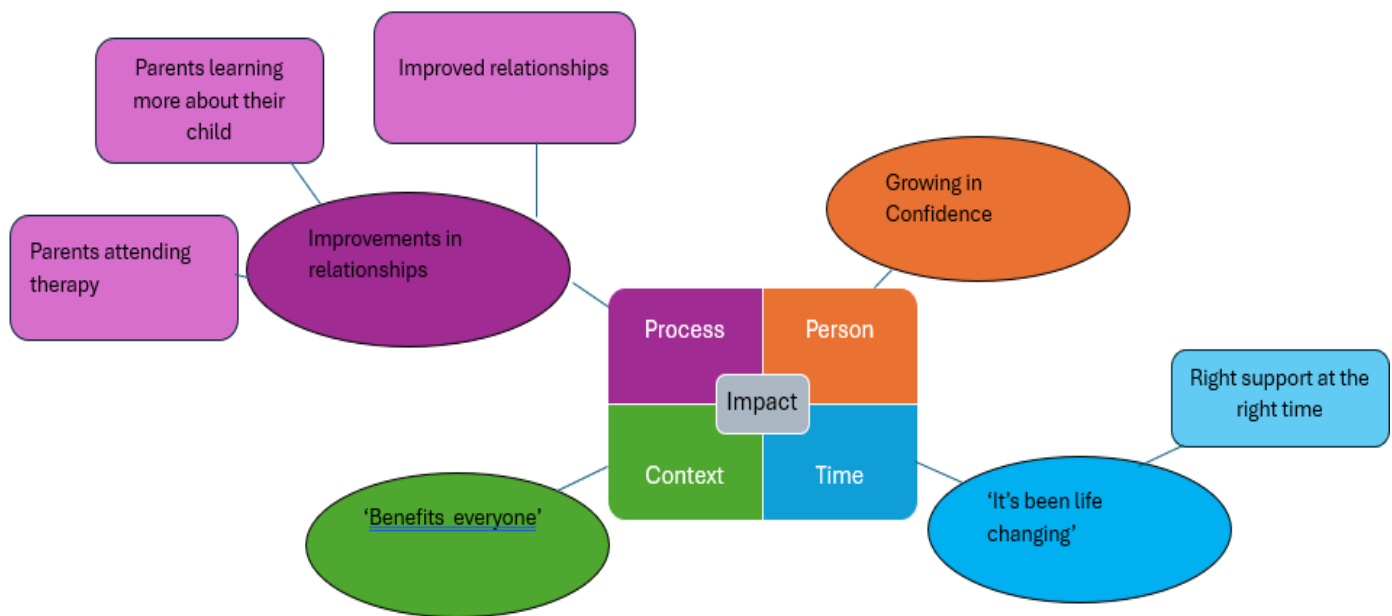 Parents learning
more about their
child
Improved relationships
Growing in
Confidence
Parents attending
therapy
Improvements in
relationships
Process
Person
Impact
Context
Time
Right support at the
right time
‘Benefits  everyone’
‘It’s been life
changing’